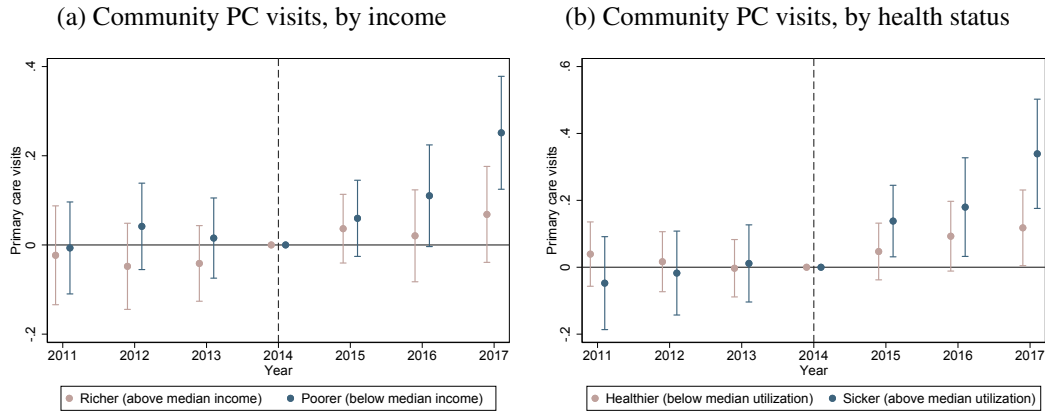 (a) Community PC visits, by income
Primary care visits
.4
.2
0
-.2
2011 2012 2013 2014 2015 2016 2017
Year
Richer (above median income) Poorer (below median income)
(b) Community PC visits, by health status
Primary care visits
.6
.4
.2
0
-.2
2011 2012 2013 2014 2015 2016 2017
Year
Healthier (below median utilization) Sicker (above median utilization)